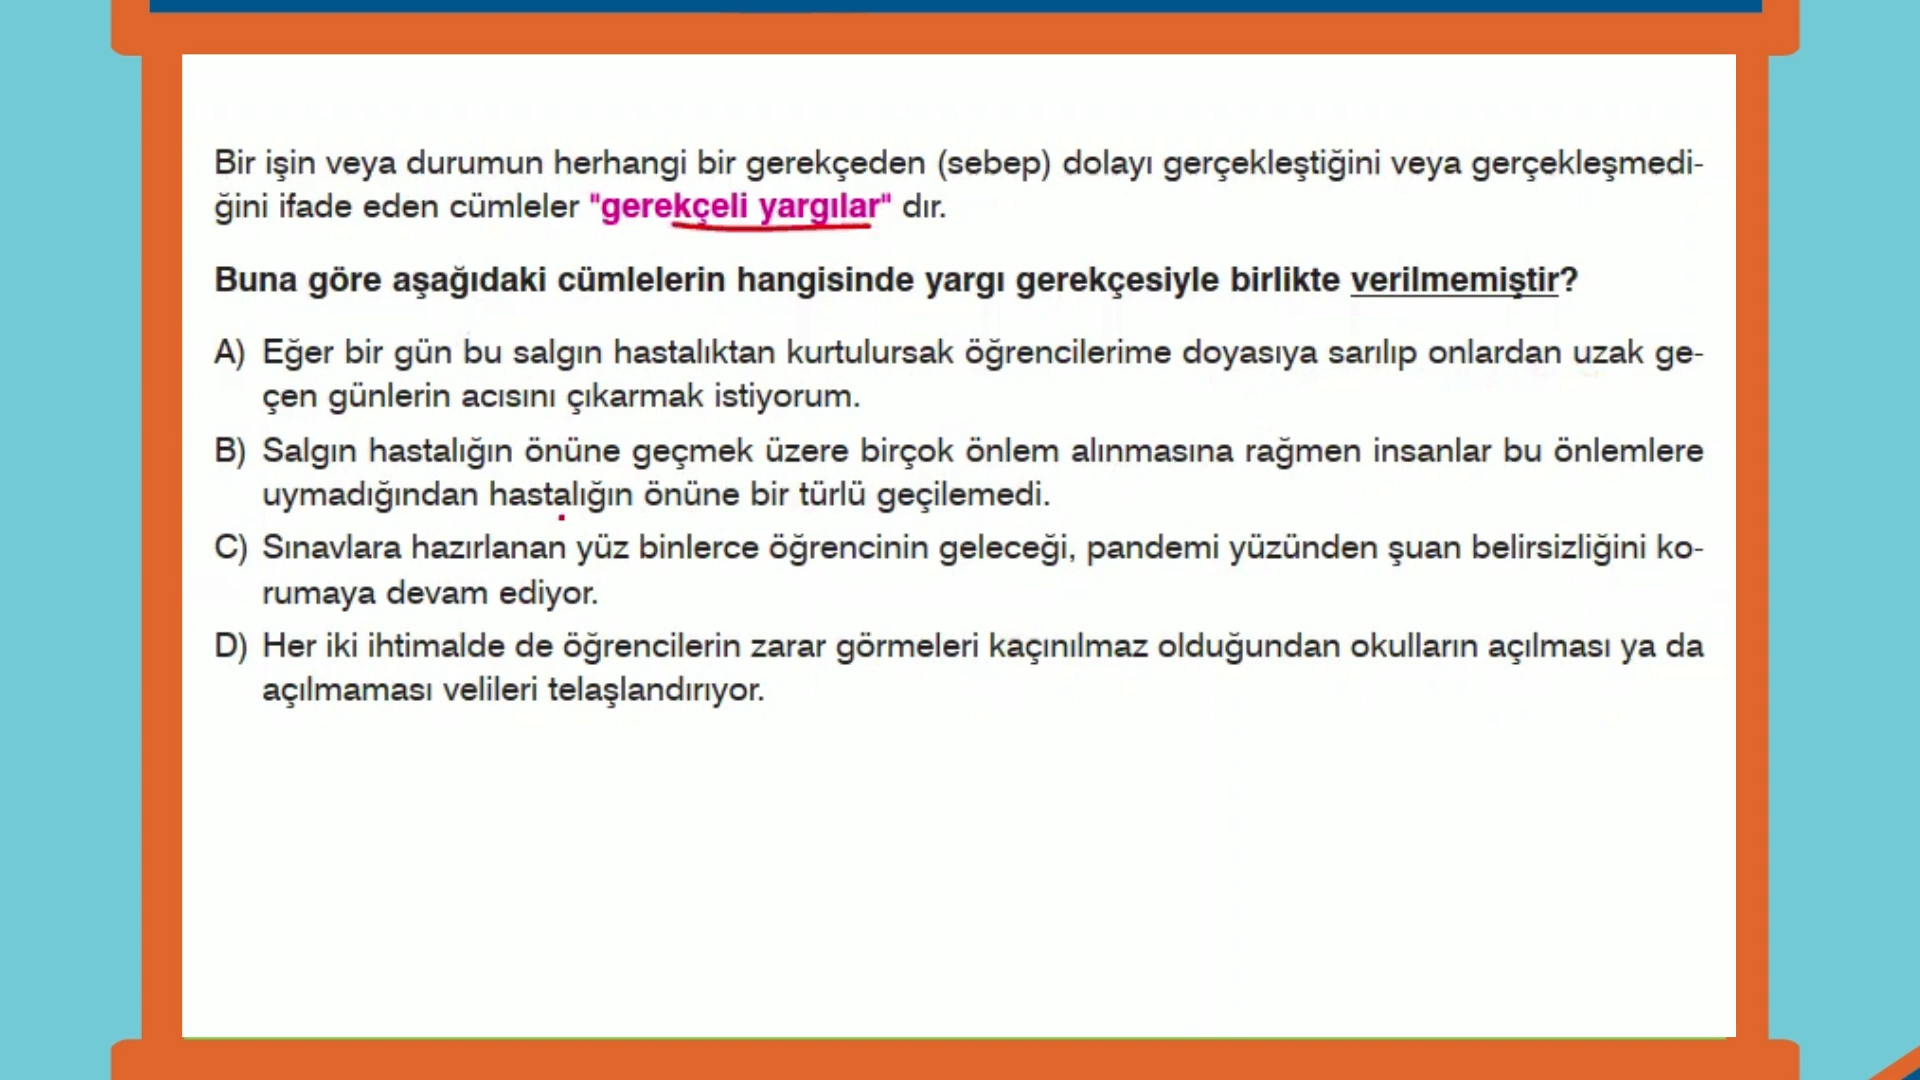 Bir işin veya durumun herhangi bir gerekçeden (sebep) dolayı gerçekleştiğini veya gerçekleşmedi-
ğini ifade eden cümleler "gerekçeli yargılar" dır.
Buna göre aşağıdaki cümlelerin hangisinde yargı gerekçesiyle birlikte verilmemiştir?
A) Eğer bir gün bu salgın hastalıktan kurtulursak öğrencilerime doyasıya sarılıp onlardan uzak ge-
çen günlerin acısını çıkarmak istiyorum.
B) Salgın hastalığın önüne geçmek üzere birçok önlem alınmasına rağmen insanlar bu önlemlere
uymadığından hastalığın önüne bir türlü geçilemedi.
C) Sınavlara hazırlanan yüz binlerce öğrencinin geleceği, pandemi yüzünden şuan belirsizliğini ko-
rumaya devam ediyor.
D) Her iki ihtimalde de öğrencilerin zarar görmeleri kaçınılmaz olduğundan okulların açılması ya da
açılmaması velileri telaşlandırıyor.